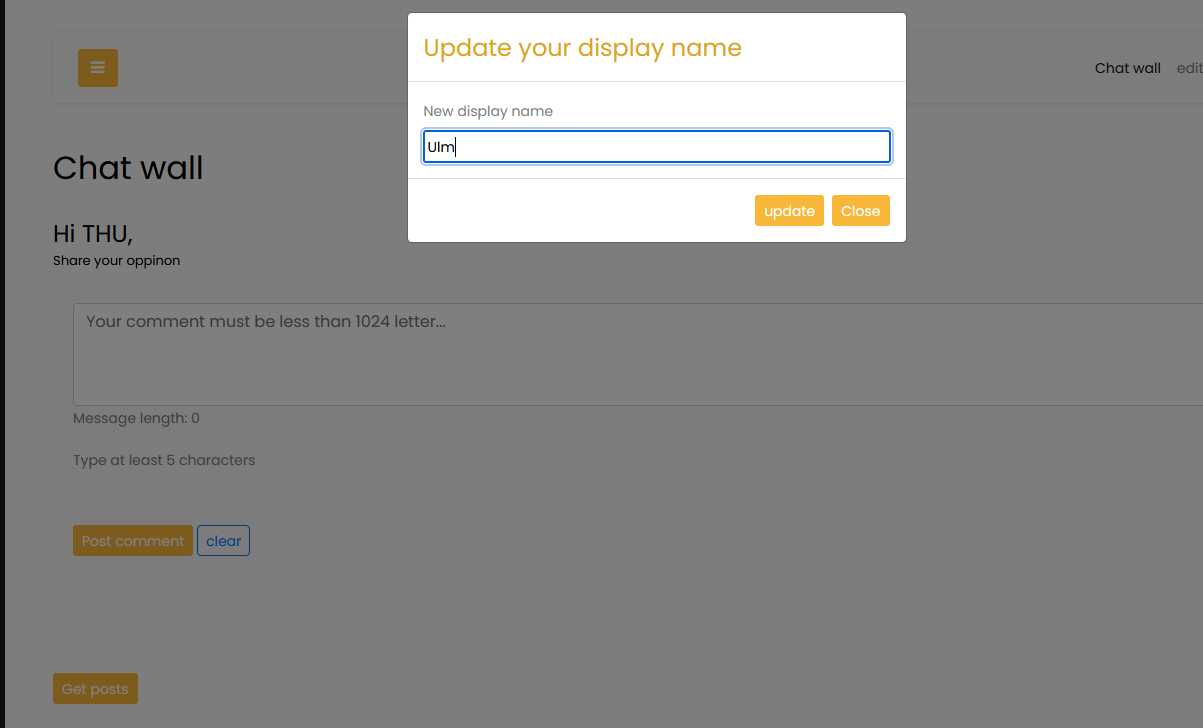 Update your display name
Chat wall edit
New display name
Ulm
Chat wall
update Close
Hi THU,
Share your oppinon
Your comment must be less than 1024 letter...
Message length: 0
Type at least 5 characters
Post comment clear
Get posts